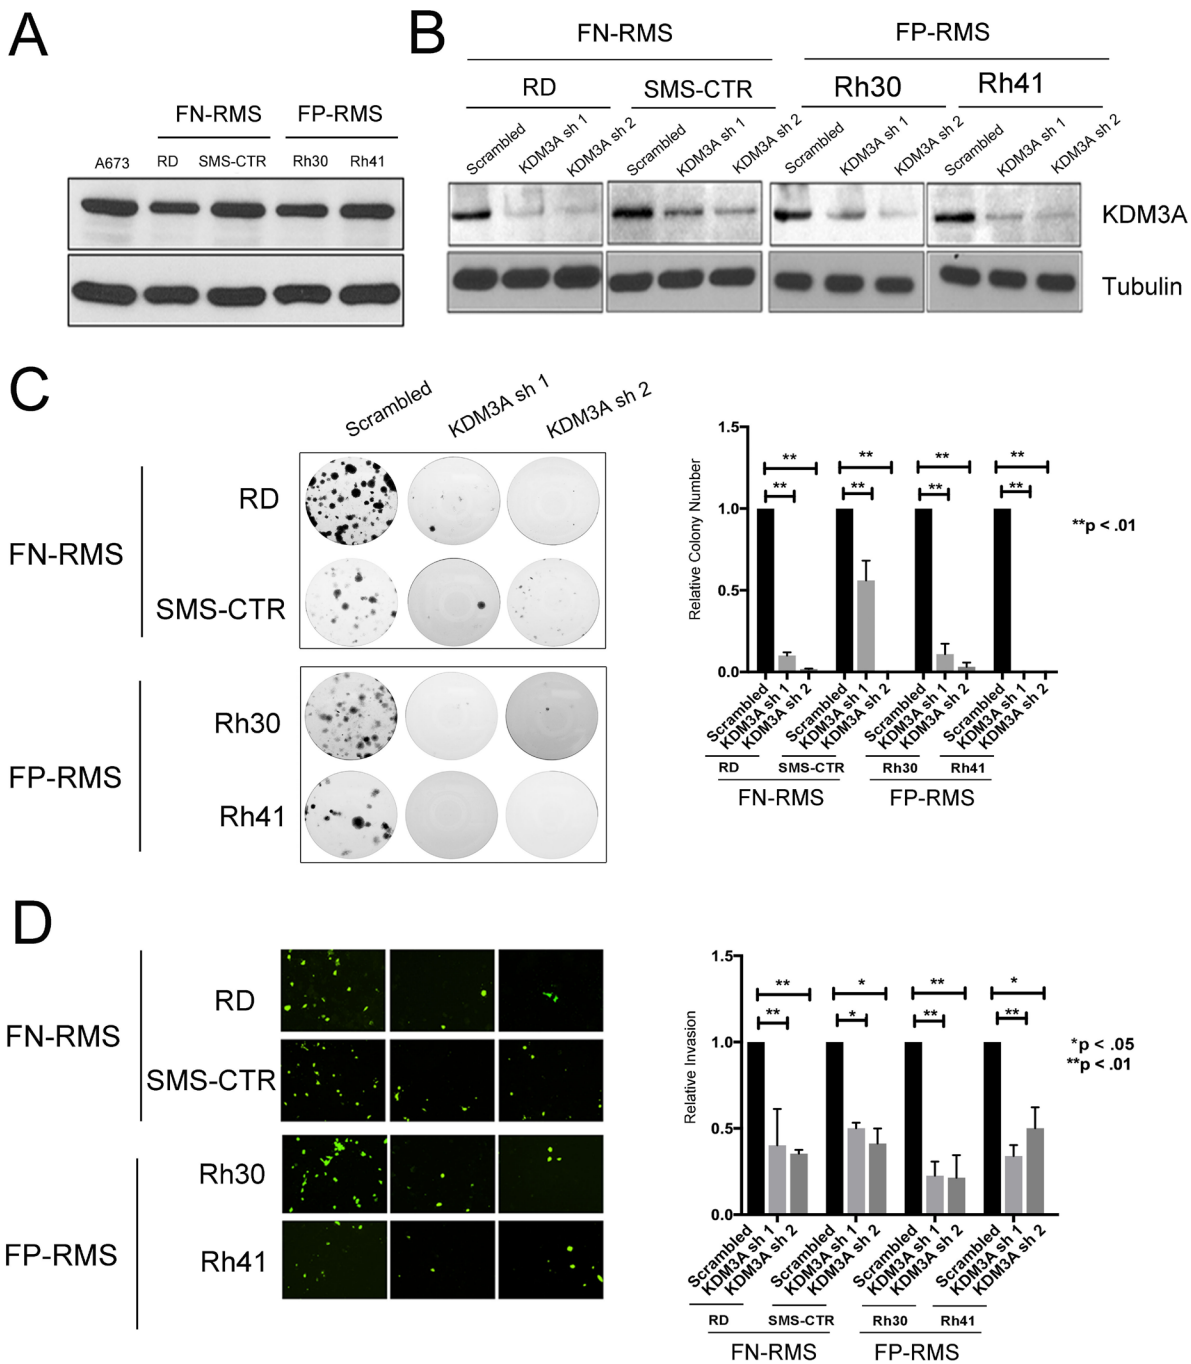 A
FN-RMS FP-RMS
A673 RD SMS-CTR Rh30 Rh41
B
FN-RMS FP-RMS
RD SMS-CTR Rh30 Rh41
Scrambled KDM3A sh 1 KDM3A sh 2 Scrambled KDM3A sh 1 KDM3A sh 2 Scrambled KDM3A sh 1 KDM3A sh 2 Scrambled KDM3A sh 1 KDM3A sh 2
KDM3A
Tubulin
C
Scrambled KDM3A sh 1 KDM3A sh 2
FN-RMS
RD
SMS-CTR
FP-RMS
Rh30
Rh41
Relative Colony Number
1.5
1.0
0.5
0.0
** ** ** **
** ** ** **
**p < .01
Scrambled KDM3A sh 1 KDM3A sh 2 Scrambled KDM3A sh 1 KDM3A sh 2 Scrambled KDM3A sh 1 KDM3A sh 2 Scrambled KDM3A sh 1 KDM3A sh 2
RD SMS-CTR Rh30 Rh41
FN-RMS FP-RMS
D
FN-RMS
RD
SMS-CTR
FP-RMS
Rh30
Rh41
Relative Invasion
1.5
1.0
0.5
0.0
** * ** *
** * ** **
*p < .05
**p < .01
Scrambled KDM3A sh 1 KDM3A sh 2 Scrambled KDM3A sh 1 KDM3A sh 2 Scrambled KDM3A sh 1 KDM3A sh 2 Scrambled KDM3A sh 1 KDM3A sh 2
RD SMS-CTR Rh30 Rh41
FN-RMS FP-RMS